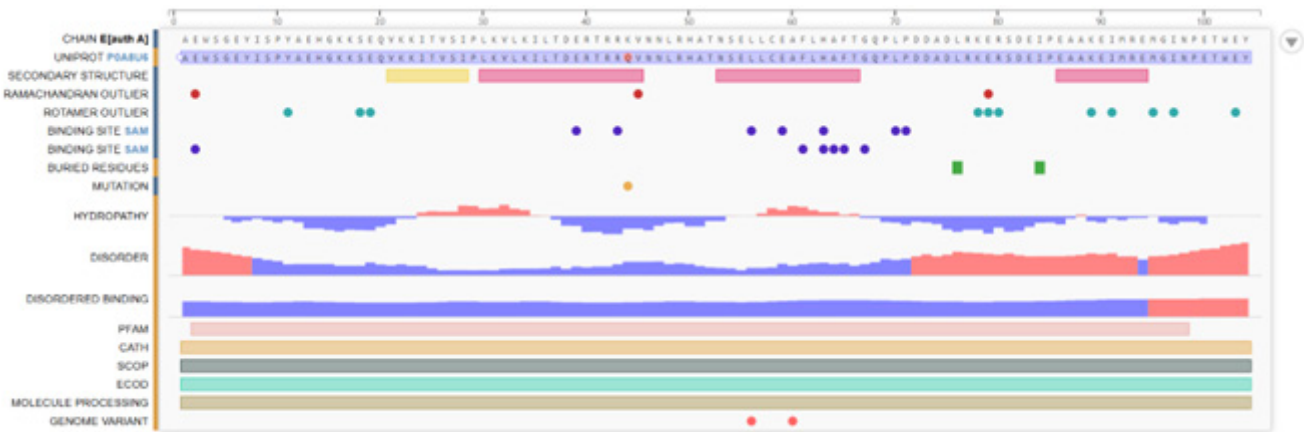 0 10 20 30 40 50 60 70 80 90 100
CHAIN E[auth A] A E W S G E Y I S P Y A E H G K K S E Q V K K I T V S I P L K V L K I L T D E R T R R K V N N L R H A T N S E L L C E A F L H A F T G Q P L P D D A D L R K E R S D E I P E A A K E I M R E M G I N P E T W E Y
UNIPROT P0A8U6 A E W S G E Y I S P Y A E H G K K S E Q V K K I T V S I P L K V L K I L T D E R T R R Q V N N L R H A T N S E L L C E A F L H A F T G Q P L P D D A D L R K E R S D E I P E A A K E I M R E M G I N P E T W E Y
SECONDARY STRUCTURE
RAMACHANDRAN OUTLIER
ROTAMER OUTLIER
BINDING SITE SAM
BINDING SITE SAM
BURIED RESIDUES
MUTATION
HYDROPATHY
DISORDER
DISORDERED BINDING
PFAM
CATH
SCOP
ECOD
MOLECULE PROCESSING
GENOME VARIANT